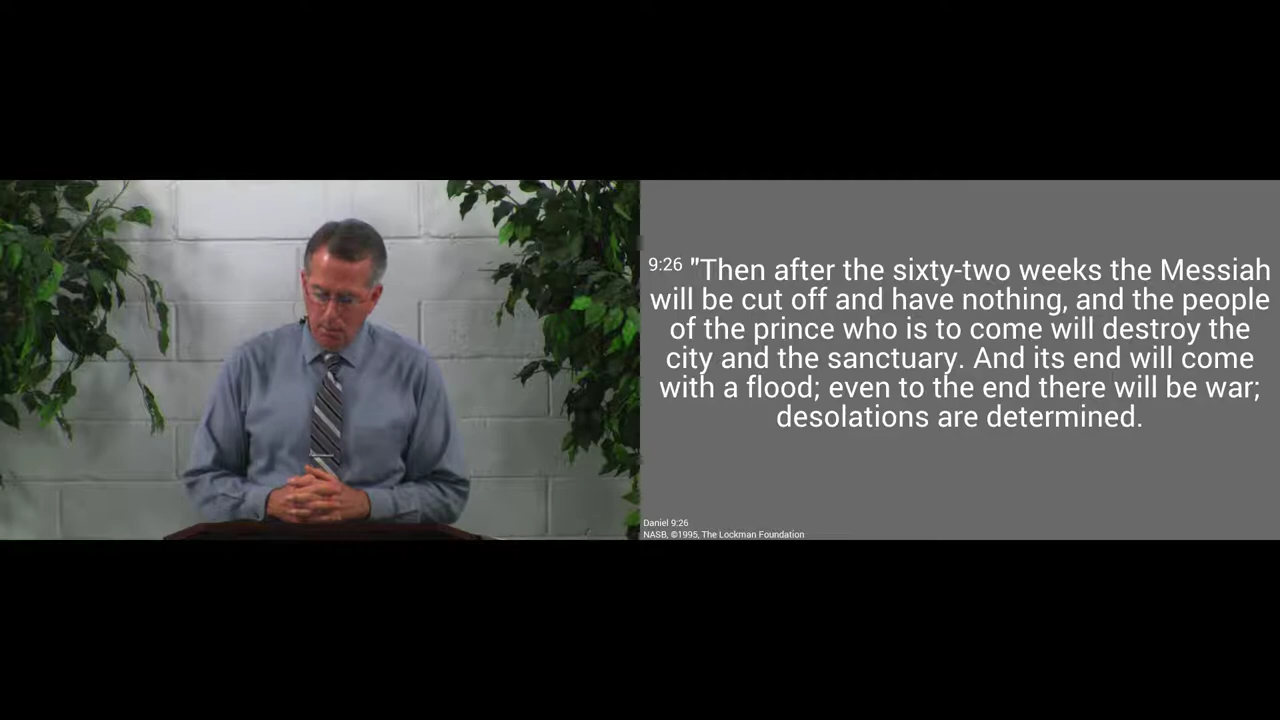 9:26 "Then after the sixty-two weeks the Messiah
will be cut off and have nothing, and the people
of the prince who is to come will destroy the
city and the sanctuary. And its end will come
with a flood; even to the end there will be war;
desolations are determined.
Daniel 9:26
NASB, ©1995, The Lockman Foundation